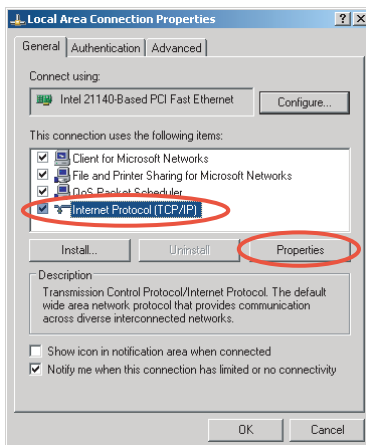 Local Area Connection Properties
General Authentication Advanced
Connect using:
Intel 21140-Based PCI Fast Ethernet Configure...
This connection uses the following items:
Client for Microsoft Networks
File and Printer Sharing for Microsoft Networks
QoS Packet Scheduler
Internet Protocol (TCP/IP)
Install... Uninstall Properties
Description
Transmission Control Protocol/Internet Protocol. The default
wide area network protocol that provides communication
across diverse interconnected networks.
Show icon in notification area when connected
Notify me when this connection has limited or no connectivity
OK Cancel